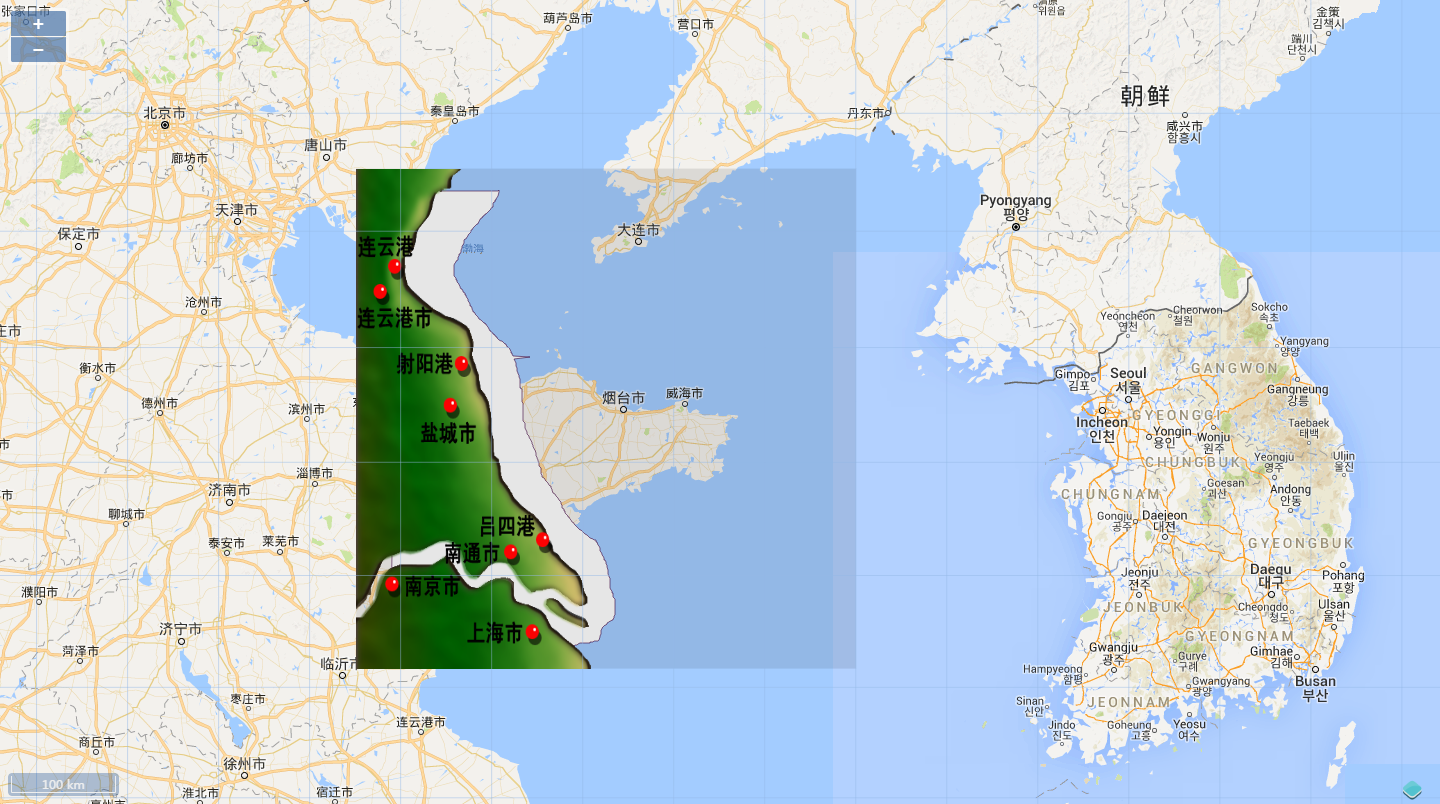 张家口市
+
−
葫芦岛市
营口市
金策
김책시
端川
단천시
北京市
秦皇岛市
丹东市
朝鲜
咸兴市
함흥시
唐山市
廊坊市
天津市
保定市
大连市
Pyongyang
평양
连云港
渤海
沧州市
连云港市
Yeoncheon
연천
Cheorwon
철원
Sokcho
속초
Yangyang
양양
衡水市
射阳港
Gimpo
김포
Seoul
서울
GANGWON
Gangneung
강릉
德州市
滨州市
盐城市
烟台市
威海市
Incheon
인천
GYEONGGI
Yongin
용인
Wonju
원주
Taebaek
태백
CHUNGBUK
Yeongju
영주
Uljin
울진
淄博市
济南市
CHUNGNAM
Goesan
괴산
Andong
안동
聊城市
泰安市
莱芜市
吕四港
南通市
Gongju
공주
Daejeon
대전
GYEONGBUK
濮阳市
南京市
Jeonju
전주
Daegu
대구
Pohang
포항
JEONBUK
Cheongdo
청도
Ulsan
울산
济宁市
上海市
GYEONGNAM
菏泽市
临沂市
Gwangju
광주
Gurye
구례
Gimhae
김해
Hampyeong
함평
Gwangyang
광양
Busan
부산
枣庄市
连云港市
Sinan
신안
JEONNAM
Jindo
진도
Goheung
고흥
Yeosu
여수
商丘市
徐州市
100 km
淮北市
宿迁市